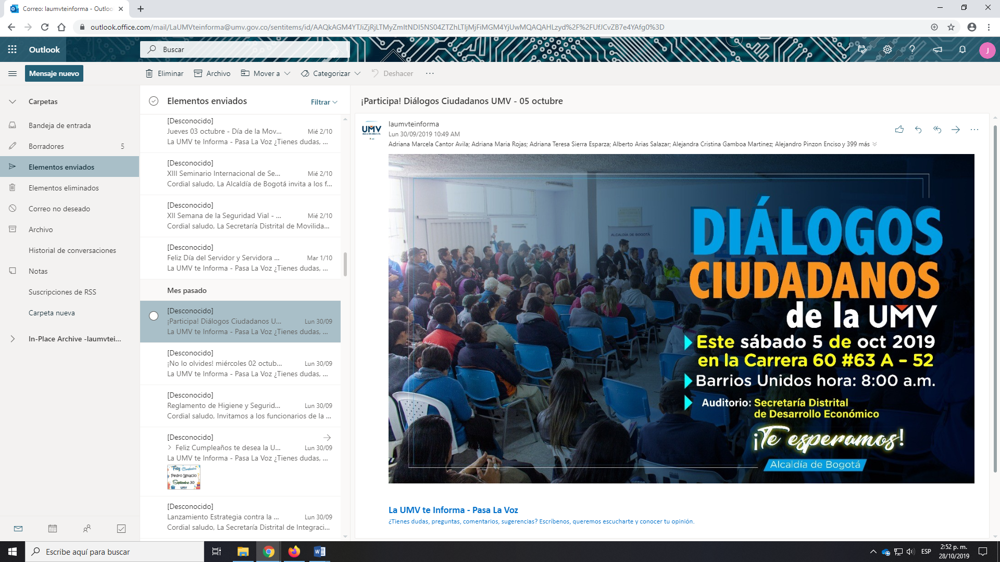 Correo: laumvteinforma - Outloo
outlook.office.com/mail/LaUMVteinforma@umv.gov.co/sentitems/id/
Outlook
Buscar
J
Mensaje nuevo
Eliminar
Archivo
Mover a
Categorizar
Deshacer
Carpetas
Bandeja de entrada
Borradores 5
Elementos enviados
Elementos eliminados
Correo no deseado
Archivo
Historial de conversaciones
Notas
Suscripciones de RSS
Carpeta nueva
In-Place Archive -laumvtei...
Elementos enviados
Filtrar
[Desconocido]
Jueves 03 octubre - Día de la Mov... Mié 2/10
La UMV te Informa - Pasa La Voz ¿Tienes dudas, ...
[Desconocido]
XIII Seminario Internacional de Se... Mié 2/10
Cordial saludo, La Alcaldía de Bogotá invita a los f...
[Desconocido]
XII Semana de la Seguridad Vial - ... Mié 2/10
Cordial saludo, La Secretaría Distrital de Movilida...
[Desconocido]
Feliz Día del Servidor y Servidora ... Mar 1/10
La UMV te Informa - Pasa La Voz ¿Tienes dudas, ...
Mes pasado
[Desconocido]
¡Participa! Diálogos Ciudadanos U... Lun 30/09
La UMV te Informa - Pasa La Voz ¿Tienes dudas, ...
[Desconocido]
¡No lo olvides! miércoles 02 octub... Lun 30/09
La UMV te Informa - Pasa La Voz ¿Tienes dudas, ...
[Desconocido]
Reglamento de Higiene y Segurid... Lun 30/09
Cordial saludo, Invitamos a los funcionarios de la ...
[Desconocido]
Feliz Cumpleaños te desea la U... Lun 30/09
La UMV te Informa - Pasa La Voz ¿Tienes dudas, ...
Feliz Cumpleaños
Pedro Ignacio
Septiembre 30
UMV
[Desconocido]
Lanzamiento Estrategia contra la ... Lun 30/09
Cordial saludo, La Secretaría Distrital de Integraci...
¡Participa! Diálogos Ciudadanos UMV - 05 octubre
UMV
laumvteinforma
Lun 30/09/2019 10:49 AM
Adriana Marcela Cantor Avila; Adriana Maria Rojas; Adriana Teresa Sierra Esparza; Alberto Arias Salazar; Alejandra Cristina Gamboa Martinez; Alejandro Pinzon Enciso y 399 más
ALCALDÍA DE BOGOTÁ
DIÁLOGOS
CIUDADANOS
de la UMV
Este sábado 5 de oct 2019
en la Carrera 60 #63 A – 52
Barrios Unidos hora: 8:00 a.m.
Auditorio: Secretaría Distrital
de Desarrollo Económico
¡Te esperamos!
Alcaldía de Bogotá
La UMV te Informa - Pasa La Voz
¿Tienes dudas, preguntas, comentarios, sugerencias? Escríbenos, queremos escucharte y conocer tu opinión.
Escribe aquí para buscar
ESP
2:52 p. m.
28/10/2019